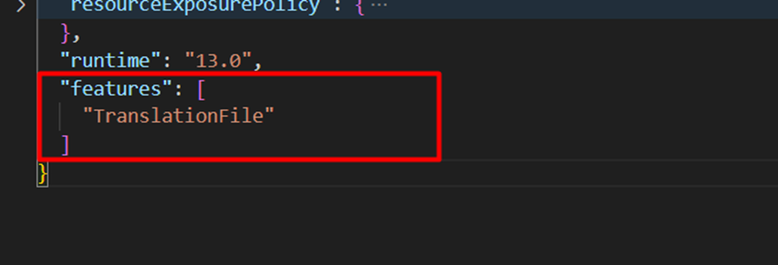 "resourceExposurePolicy": { ...
},
"runtime": "13.0",
"features": [
"TranslationFile"
]
}